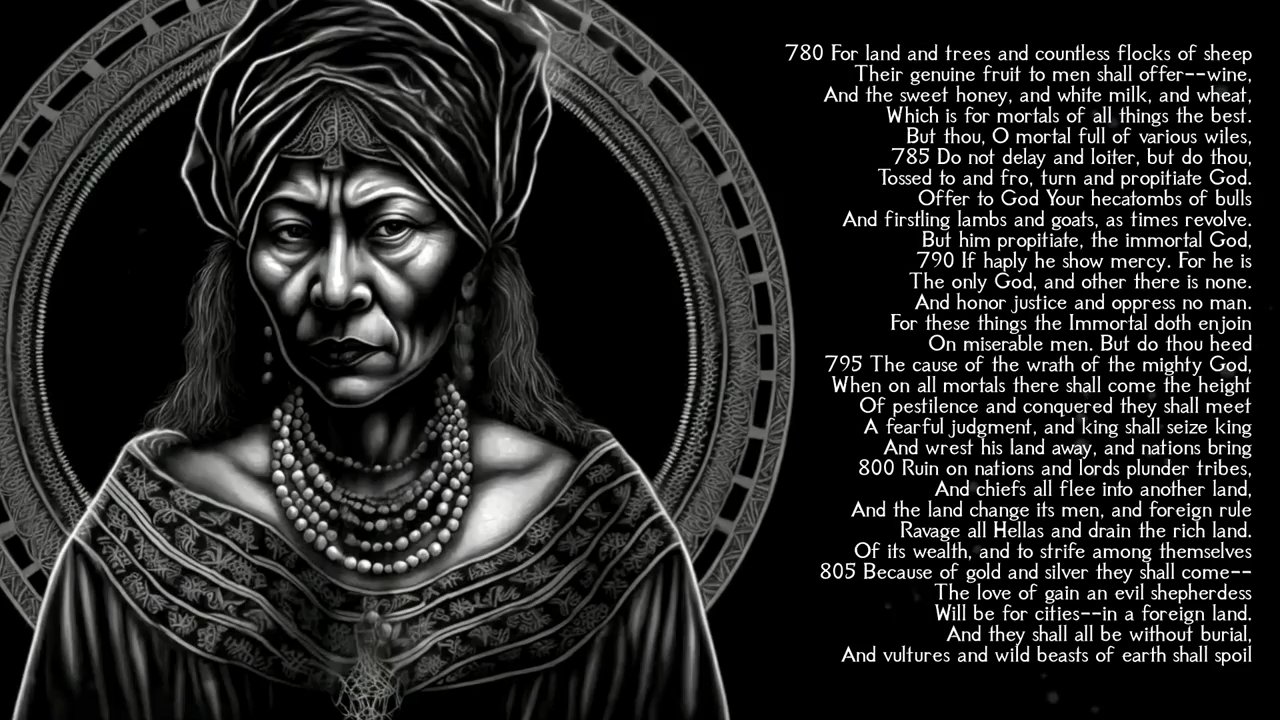 780 For land and trees and countless flocks of sheep
Their genuine fruit to men shall offer--wine,
And the sweet honey, and white milk, and wheat,
Which is for mortals of all things the best.
But thou, O mortal full of various wiles,
785 Do not delay and loiter, but do thou,
Tossed to and fro, turn and propitiate God.
Offer to God Your hecatombs of bulls
And firstling lambs and goats, as times revolve.
But him propitiate, the immortal God,
790 If haply he show mercy. For he is
The only God, and other there is none.
And honor justice and oppress no man.
For these things the Immortal doth enjoin
On miserable men. But do thou heed
795 The cause of the wrath of the mighty God,
When on all mortals there shall come the height
Of pestilence and conquered they shall meet
A fearful judgment, and king shall seize king
And wrest his land away, and nations bring
800 Ruin on nations and lords plunder tribes,
And chiefs all flee into another land,
And the land change its men, and foreign rule
Ravage all Hellas and drain the rich land.
Of its wealth, and to strife among themselves
805 Because of gold and silver they shall come--
The love of gain an evil shepherdess
Will be for cities--in a foreign land.
And they shall all be without burial,
And vultures and wild beasts of earth shall spoil